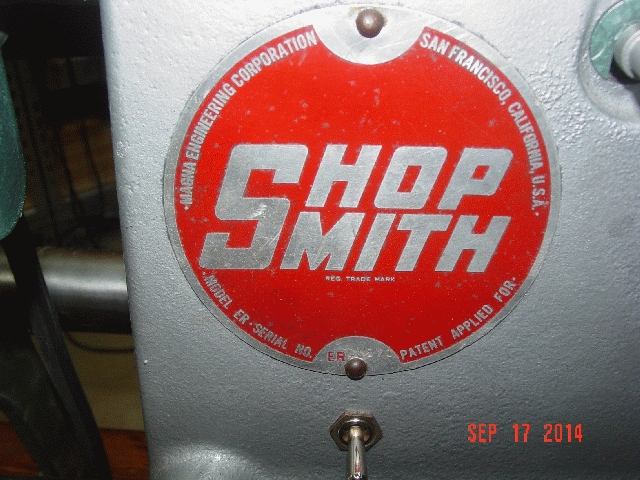 MAGNA ENGINEERING CORPORATION
SAN FRANCISCO, CALIFORNIA, U.S.A.
SHOP
SMITH
REG. TRADE MARK
MODEL ER · SERIAL NO. ER
PATENT APPLIED FOR
SEP 17 2014